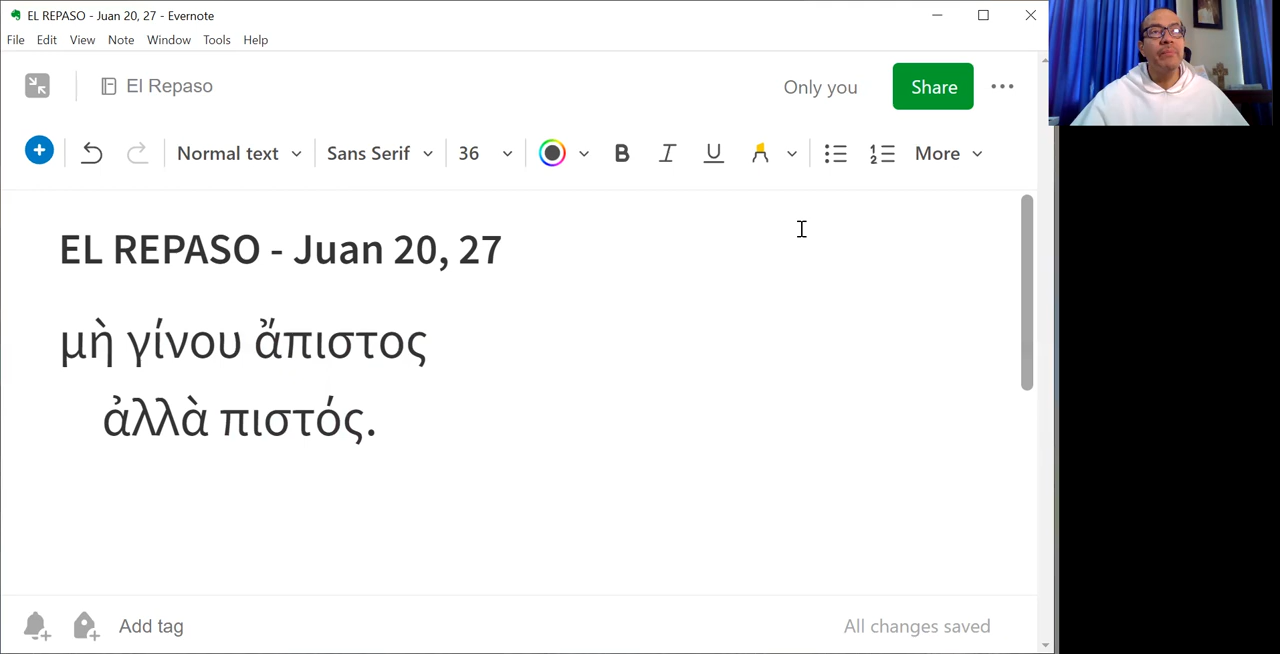 EL REPASO - Juan 20, 27 - Evernote
File Edit View Note Window Tools Help
El Repaso Only you Share
Normal text Sans Serif 36 B I U More
EL REPASO - Juan 20, 27
μὴ γίνου ἄπιστος
ἀλλὰ πιστός.
Add tag All changes saved